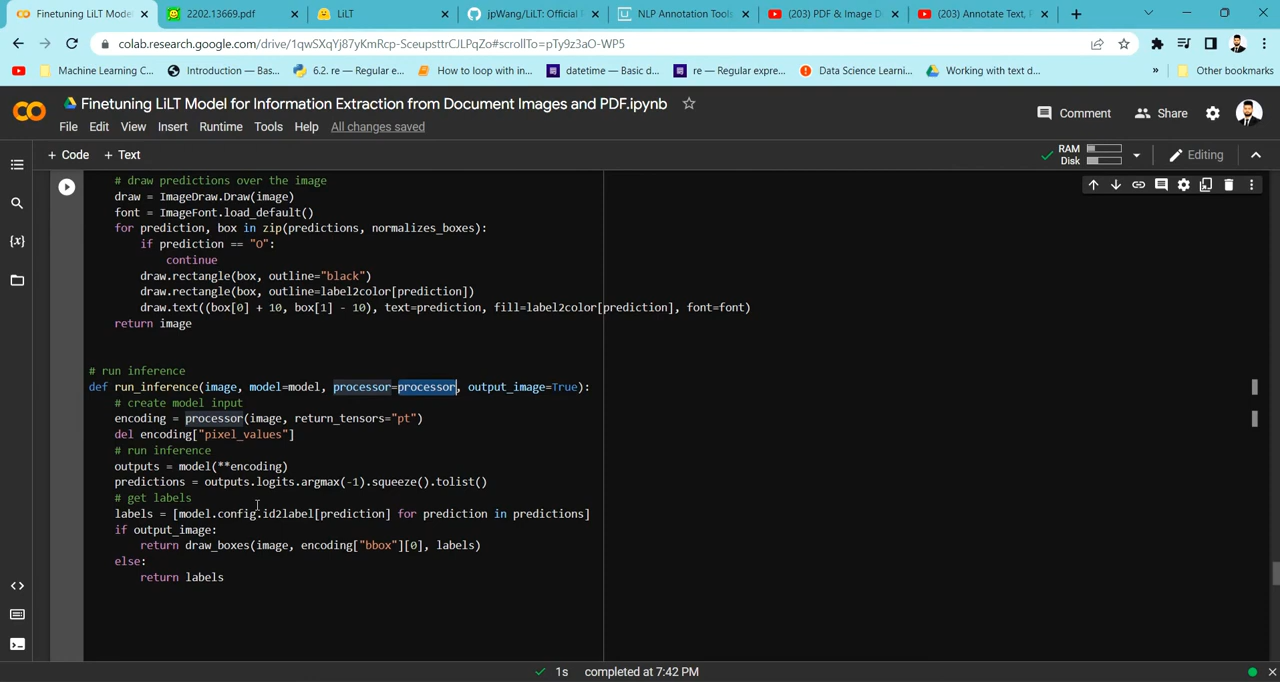 Finetuning LiLT Mode
2202.13669.pdf
LiLT
jpWang/LiLT: Official
NLP Annotation Tools
(203) PDF & Image D
(203) Annotate Text,
colab.research.google.com/drive/1qwSXqYj87yKmRcp-SceupsttrCJLPqZo#scrollTo=pTy9z3aO-WP5
Machine Learning C...
Introduction — Bas...
6.2. re — Regular e...
How to loop with in...
datetime — Basic d...
re — Regular expre...
Data Science Learni...
Working with text d...
»
Other bookmarks
CO
Finetuning LiLT Model for Information Extraction from Document Images and PDF.ipynb
File Edit View Insert Runtime Tools Help All changes saved
Comment
Share
+ Code + Text
RAM
Disk
Editing
# draw predictions over the image
draw = ImageDraw.Draw(image)
font = ImageFont.load_default()
for prediction, box in zip(predictions, normalizes_boxes):
if prediction == "O":
continue
draw.rectangle(box, outline="black")
draw.rectangle(box, outline=label2color[prediction])
draw.text((box[0] + 10, box[1] - 10), text=prediction, fill=label2color[prediction], font=font)
return image
# run inference
def run_inference(image, model=model, processor=processor, output_image=True):
# create model input
encoding = processor(image, return_tensors="pt")
del encoding["pixel_values"]
# run inference
outputs = model(**encoding)
predictions = outputs.logits.argmax(-1).squeeze().tolist()
# get labels
labels = [model.config.id2label[prediction] for prediction in predictions]
if output_image:
return draw_boxes(image, encoding["bbox"][0], labels)
else:
return labels
1s completed at 7:42 PM